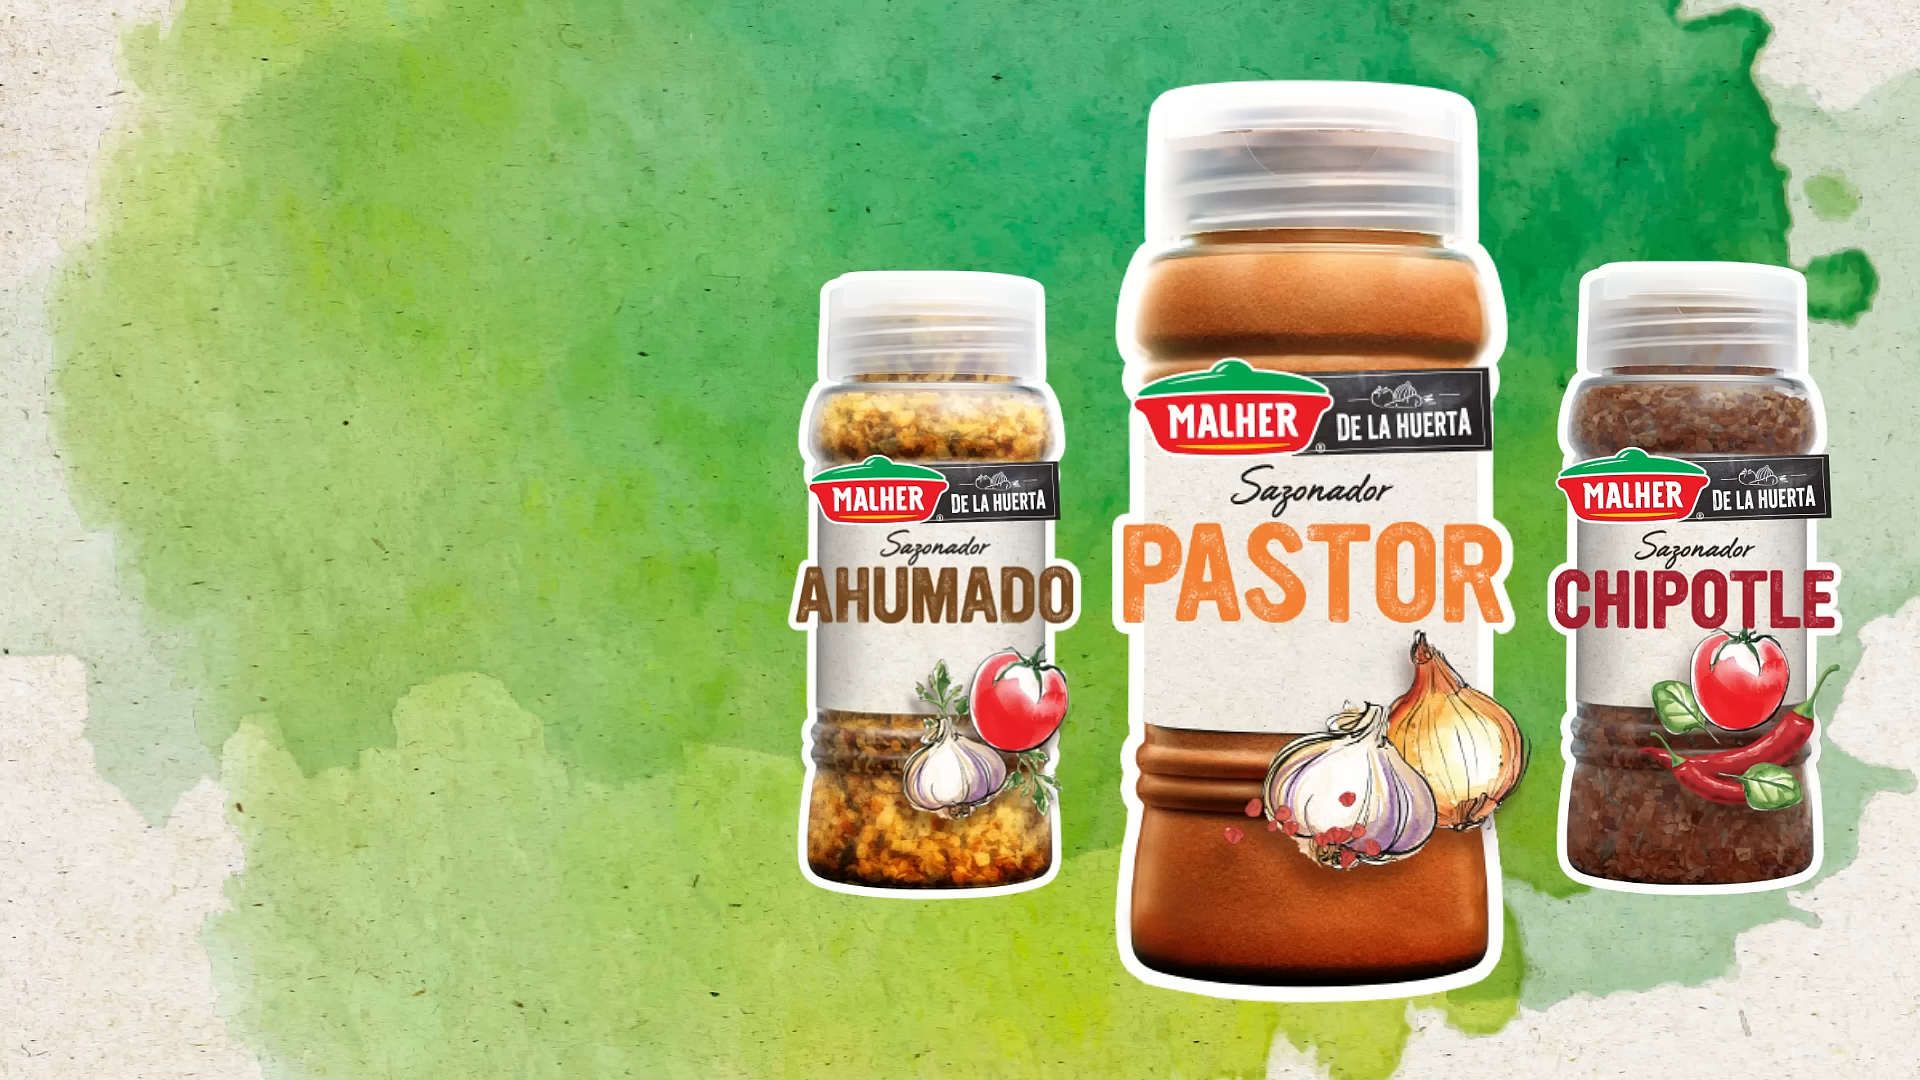 MALHER
DE LA HUERTA
Sazonador
AHUMADO
MALHER
®
DE LA HUERTA
Sazonador
PASTOR
MALHER
DE LA HUERTA
Sazonador
CHIPOTLE